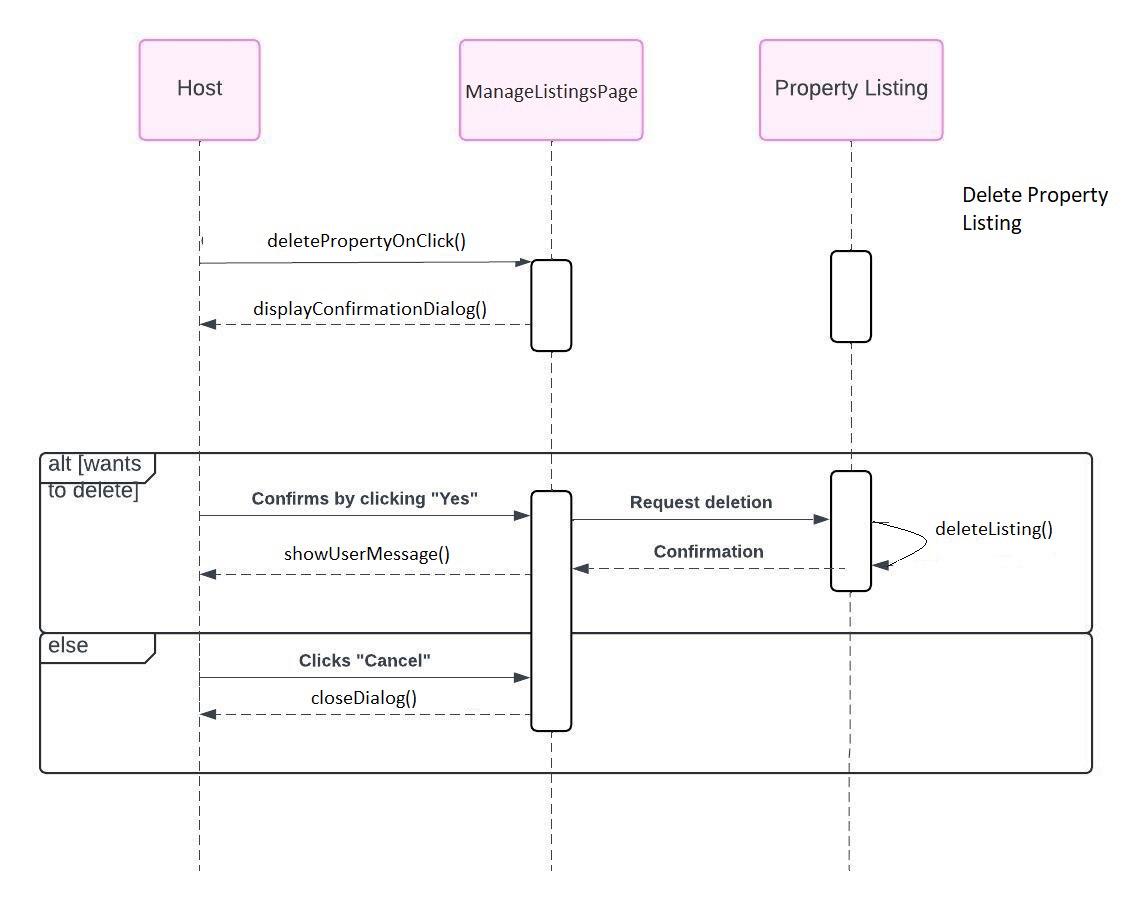 Host
ManageListingsPage
Property Listing
Delete Property
Listing
deletePropertyOnClick()
displayConfirmationDialog()
alt [wants
to delete]
Confirms by clicking "Yes"
Request deletion
deleteListing()
showUserMessage()
Confirmation
else
Clicks "Cancel"
closeDialog()